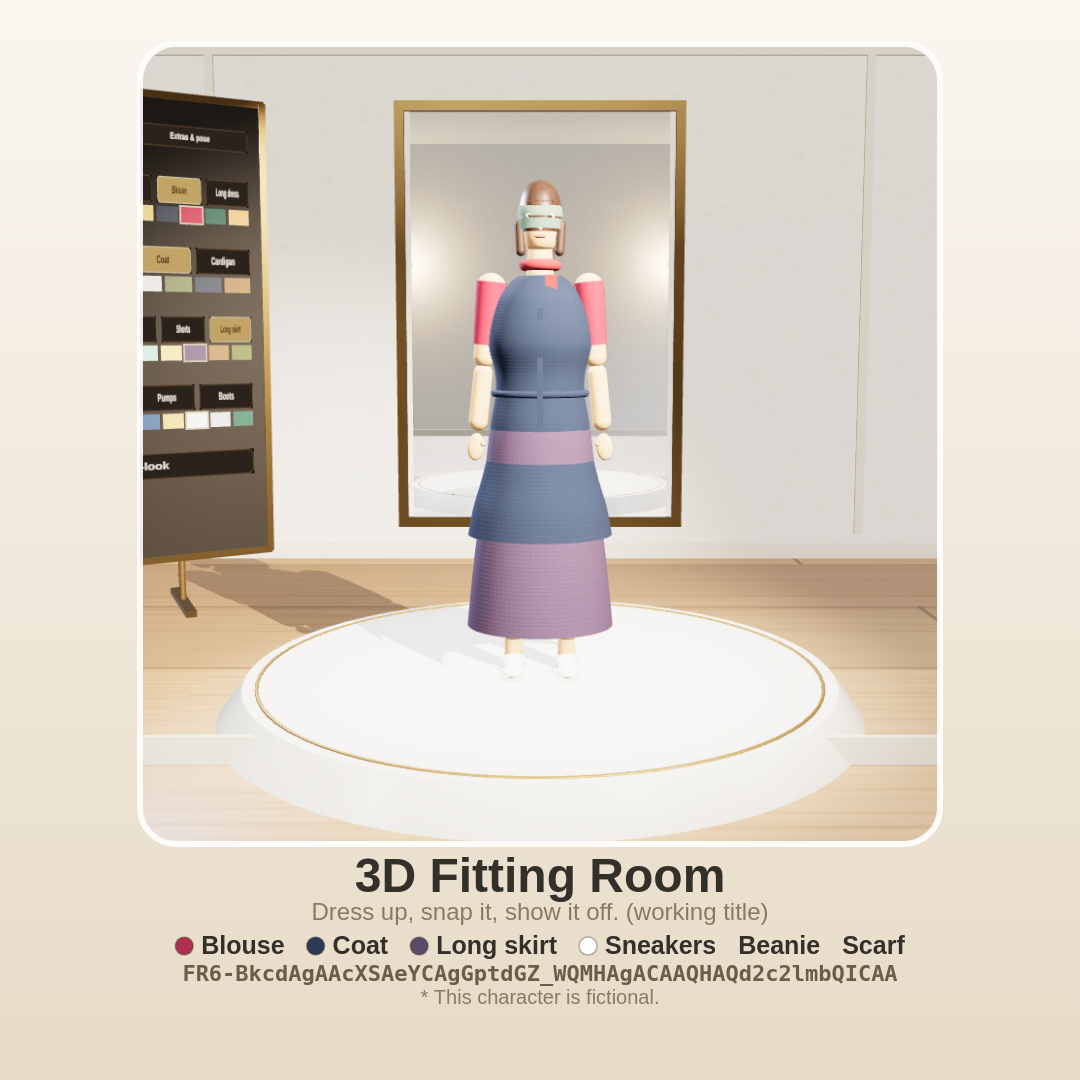 Extras & pose
Blouse Long dress
Coat Cardigan
Shorts Long skirt
Pumps Boots
look
3D Fitting Room
Dress up, snap it, show it off. (working title)
Blouse Coat Long skirt Sneakers Beanie Scarf
FR6-BkcdAgAAcXSAeYCAgGptdGZ_WQMHAgACAAQHAQd2c2lmbQICAA
* This character is fictional.